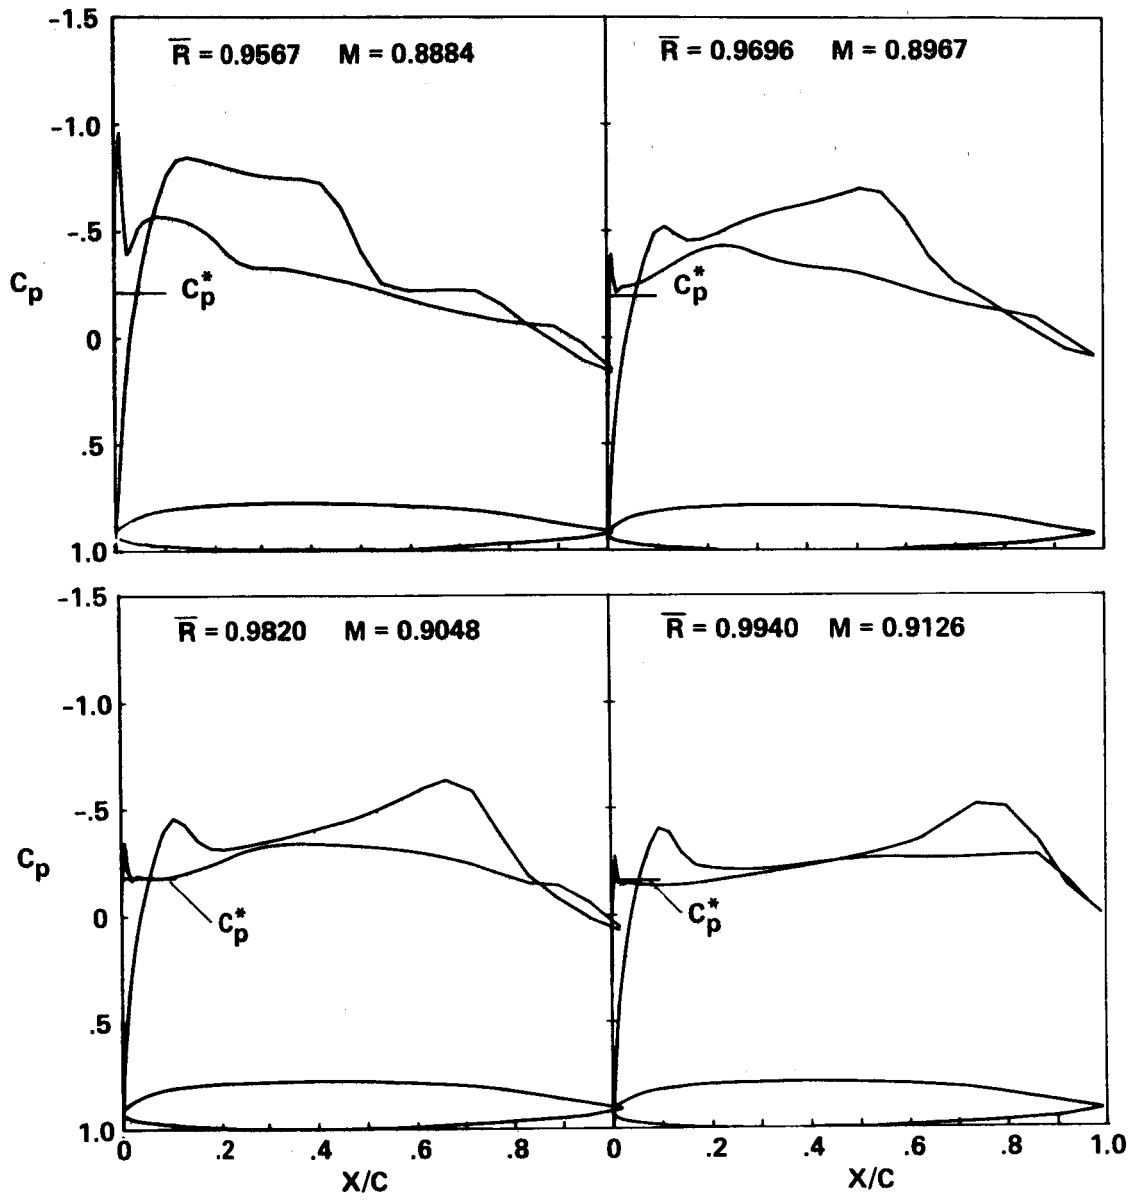 -1.5
R̅ = 0.9567 M = 0.8884
R̅ = 0.9696 M = 0.8967
-1.0
-.5
Cp
Cp*
Cp*
0
.5
1.0
-1.5
R̅ = 0.9820 M = 0.9048
R̅ = 0.9940 M = 0.9126
-1.0
-.5
Cp
Cp*
Cp*
0
.5
1.0
0 .2 .4 .6 .8 0 .2 .4 .6 .8 1.0
X/C
X/C